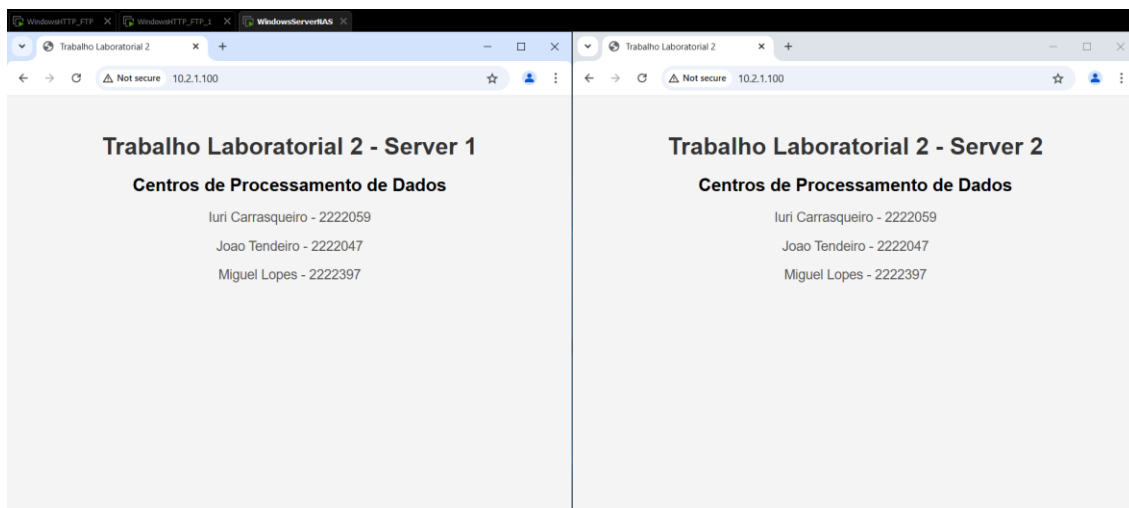 WindowsHTTP_FTP
WindowsHTTP_FTP_1
WindowsServerNAS
Trabalho Laboratorial 2
Not secure 10.2.1.100
Trabalho Laboratorial 2 - Server 1
Centros de Processamento de Dados
Iuri Carrasqueiro - 2222059
Joao Tendeiro - 2222047
Miguel Lopes - 2222397
Trabalho Laboratorial 2
Not secure 10.2.1.100
Trabalho Laboratorial 2 - Server 2
Centros de Processamento de Dados
Iuri Carrasqueiro - 2222059
Joao Tendeiro - 2222047
Miguel Lopes - 2222397